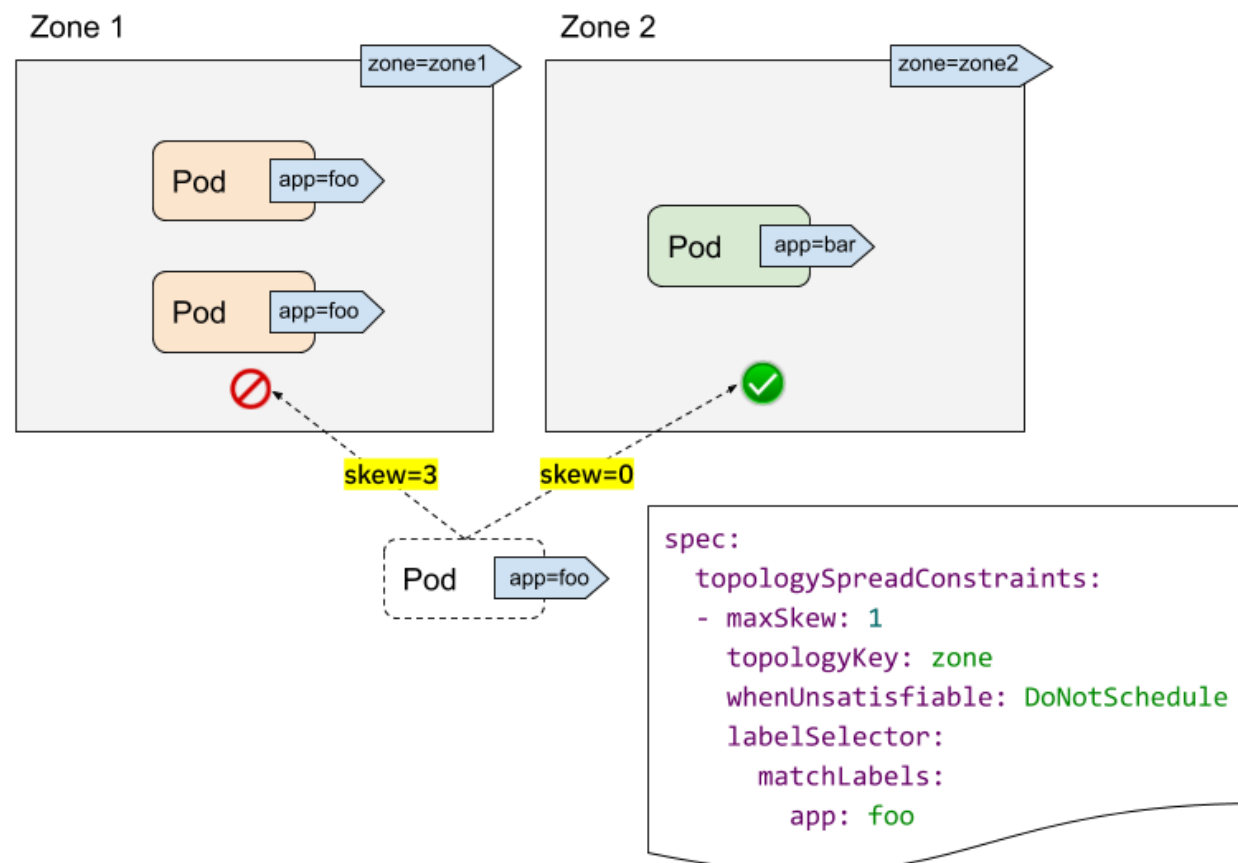 Zone 1
Zone 2
zone=zone1
zone=zone2
Pod
app=foo
Pod
app=bar
Pod
app=foo
skew=3
skew=0
Pod
app=foo
spec:
  topologySpreadConstraints:
  - maxSkew: 1
    topologyKey: zone
    whenUnsatisfiable: DoNotSchedule
    labelSelector:
      matchLabels:
        app: foo